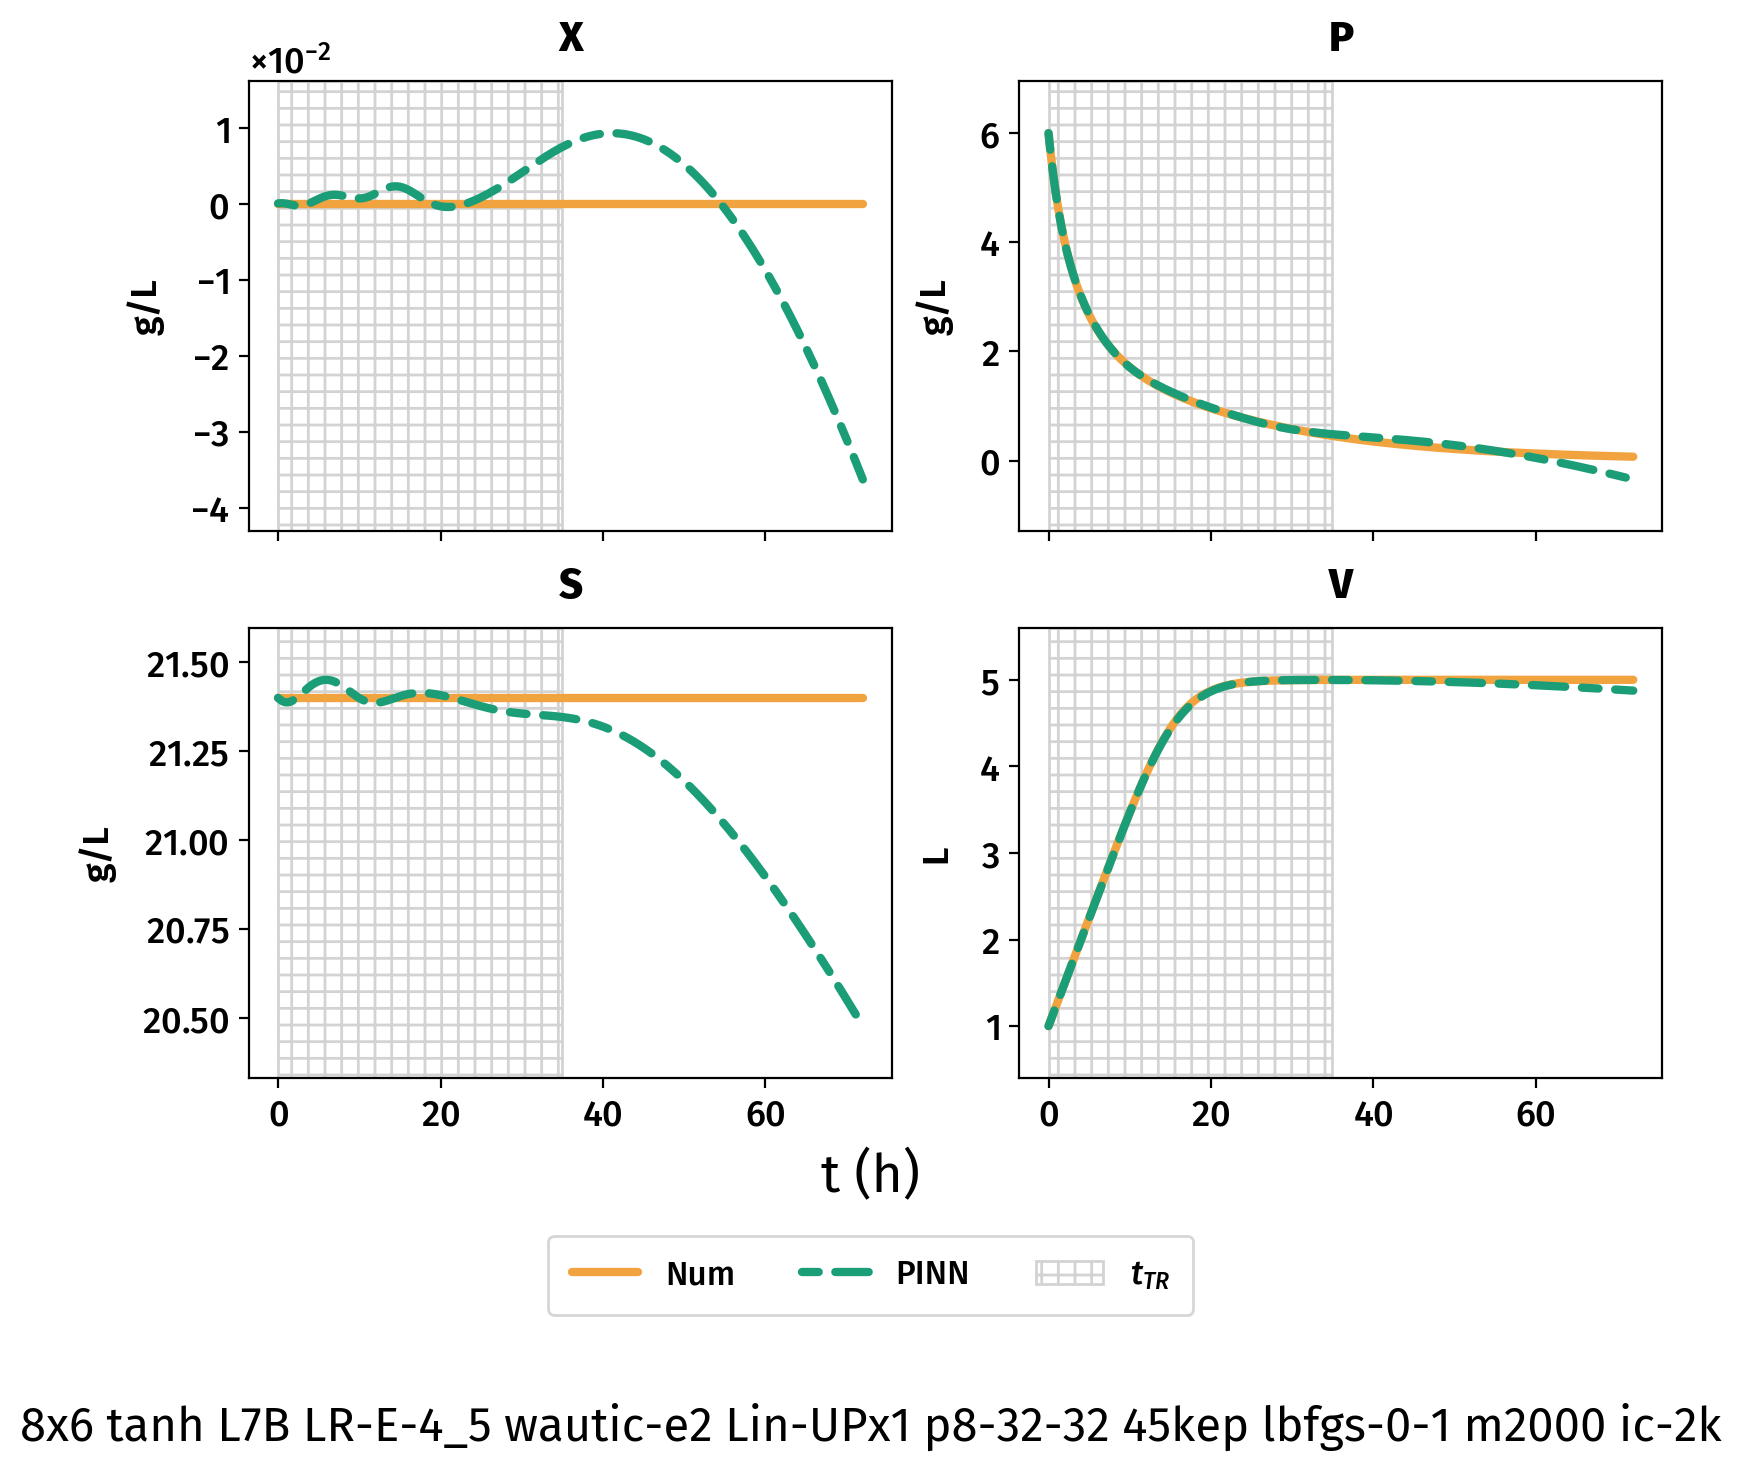 X
×10⁻²
1
0
−1
−2
−3
−4
g/L
P
6
4
2
0
g/L
S
21.50
21.25
21.00
20.75
20.50
g/L
0 20 40 60
V
5
4
3
2
1
L
0 20 40 60
t (h)
Num PINN t_TR
8x6 tanh L7B LR-E-4_5 wautic-e2 Lin-UPx1 p8-32-32 45kep lbfgs-0-1 m2000 ic-2k